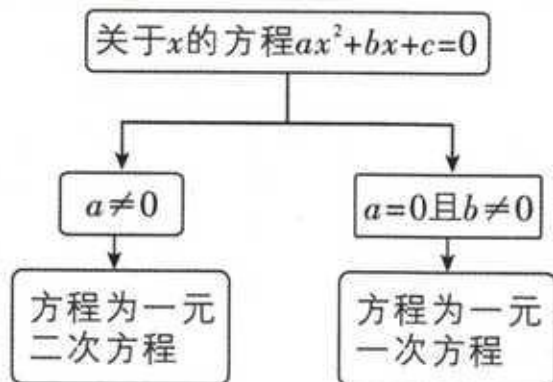 关于x的方程ax²+bx+c=0
a≠0
a=0且b≠0
方程为一元
二次方程
方程为一元
一次方程